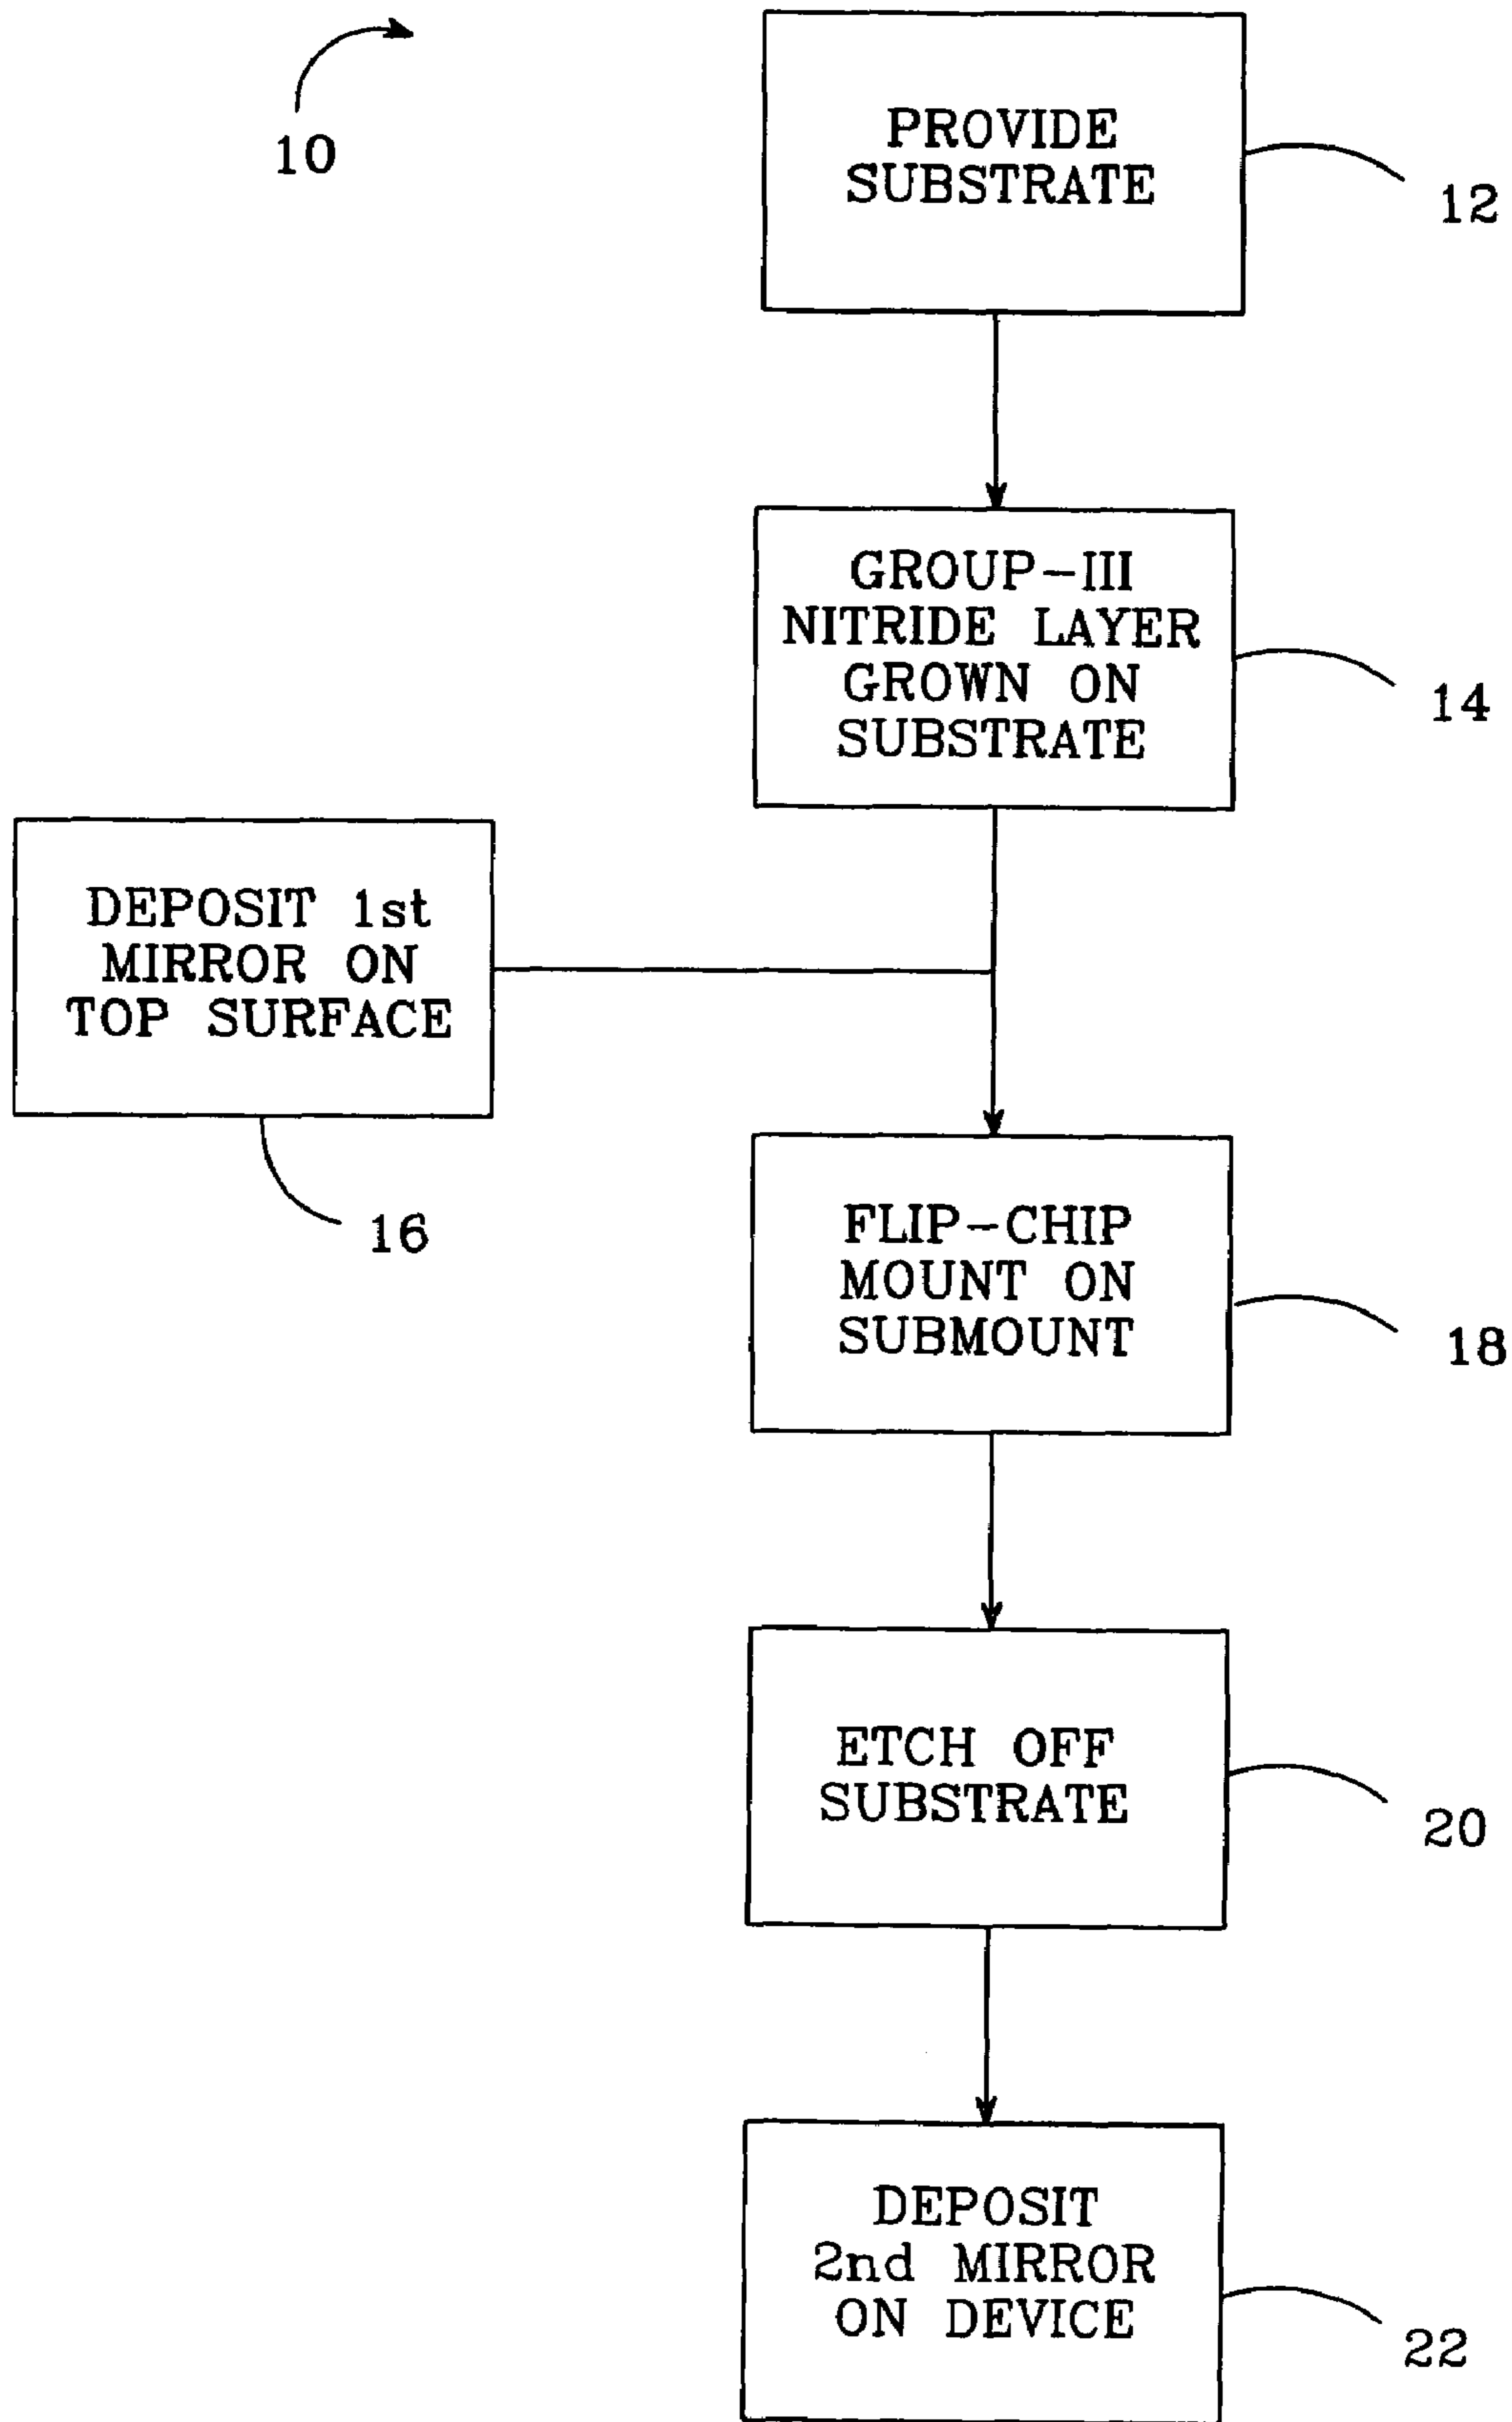 10
PROVIDE
SUBSTRATE
12
GROUP-III
NITRIDE LAYER
GROWN ON
SUBSTRATE
14
DEPOSIT 1st
MIRROR ON
TOP SURFACE
16
FLIP-CHIP
MOUNT ON
SUBMOUNT
18
ETCH OFF
SUBSTRATE
20
DEPOSIT
2nd MIRROR
ON DEVICE
22